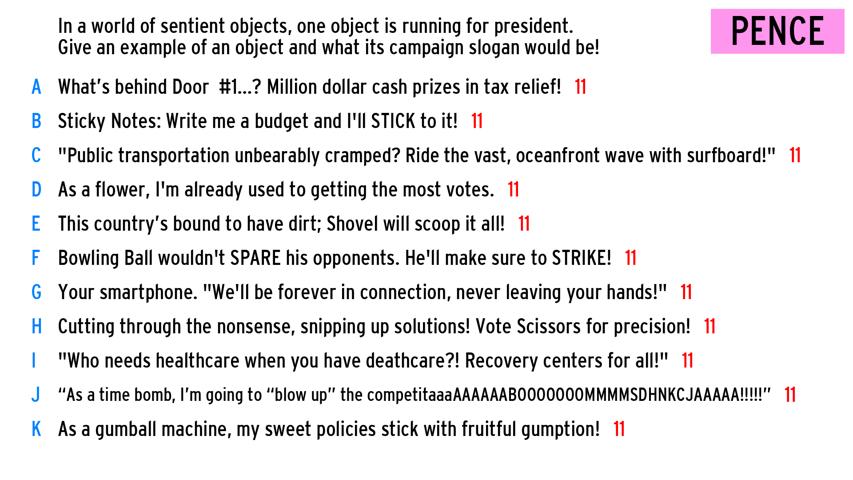 In a world of sentient objects, one object is running for president.
Give an example of an object and what its campaign slogan would be!
PENCE
A What's behind Door #1...? Million dollar cash prizes in tax relief! 11
B Sticky Notes: Write me a budget and I'll STICK to it! 11
C "Public transportation unbearably cramped? Ride the vast, oceanfront wave with surfboard!" 11
D As a flower, I'm already used to getting the most votes. 11
E This country's bound to have dirt; Shovel will scoop it all! 11
F Bowling Ball wouldn't SPARE his opponents. He'll make sure to STRIKE! 11
G Your smartphone. "We'll be forever in connection, never leaving your hands!" 11
H Cutting through the nonsense, snipping up solutions! Vote Scissors for precision! 11
I "Who needs healthcare when you have deathcare?! Recovery centers for all!" 11
J “As a time bomb, I’m going to “blow up” the competitaaaAAAAAABOOOOOOOMMMMSDHNKCJAAAAA!!!!!” 11
K As a gumball machine, my sweet policies stick with fruitful gumption! 11